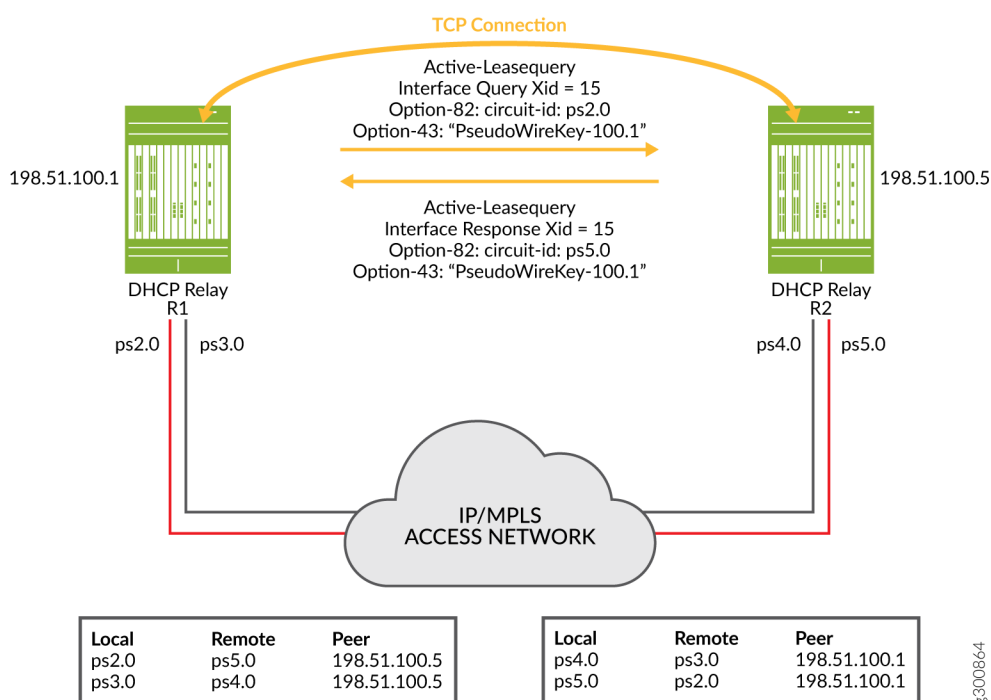 TCP Connection
Active-Leasequery
Interface Query Xid = 15
Option-82: circuit-id: ps2.0
Option-43: “PseudoWireKey-100.1”
198.51.100.1
198.51.100.5
Active-Leasequery
Interface Response Xid = 15
Option-82: circuit-id: ps5.0
Option-43: “PseudoWireKey-100.1”
DHCP Relay
R1
DHCP Relay
R2
ps2.0
ps3.0
ps4.0
ps5.0
IP/MPLS
ACCESS NETWORK
Local Remote Peer
ps2.0 ps5.0 198.51.100.5
ps3.0 ps4.0 198.51.100.5
Local Remote Peer
ps4.0 ps3.0 198.51.100.1
ps5.0 ps2.0 198.51.100.1
g300864